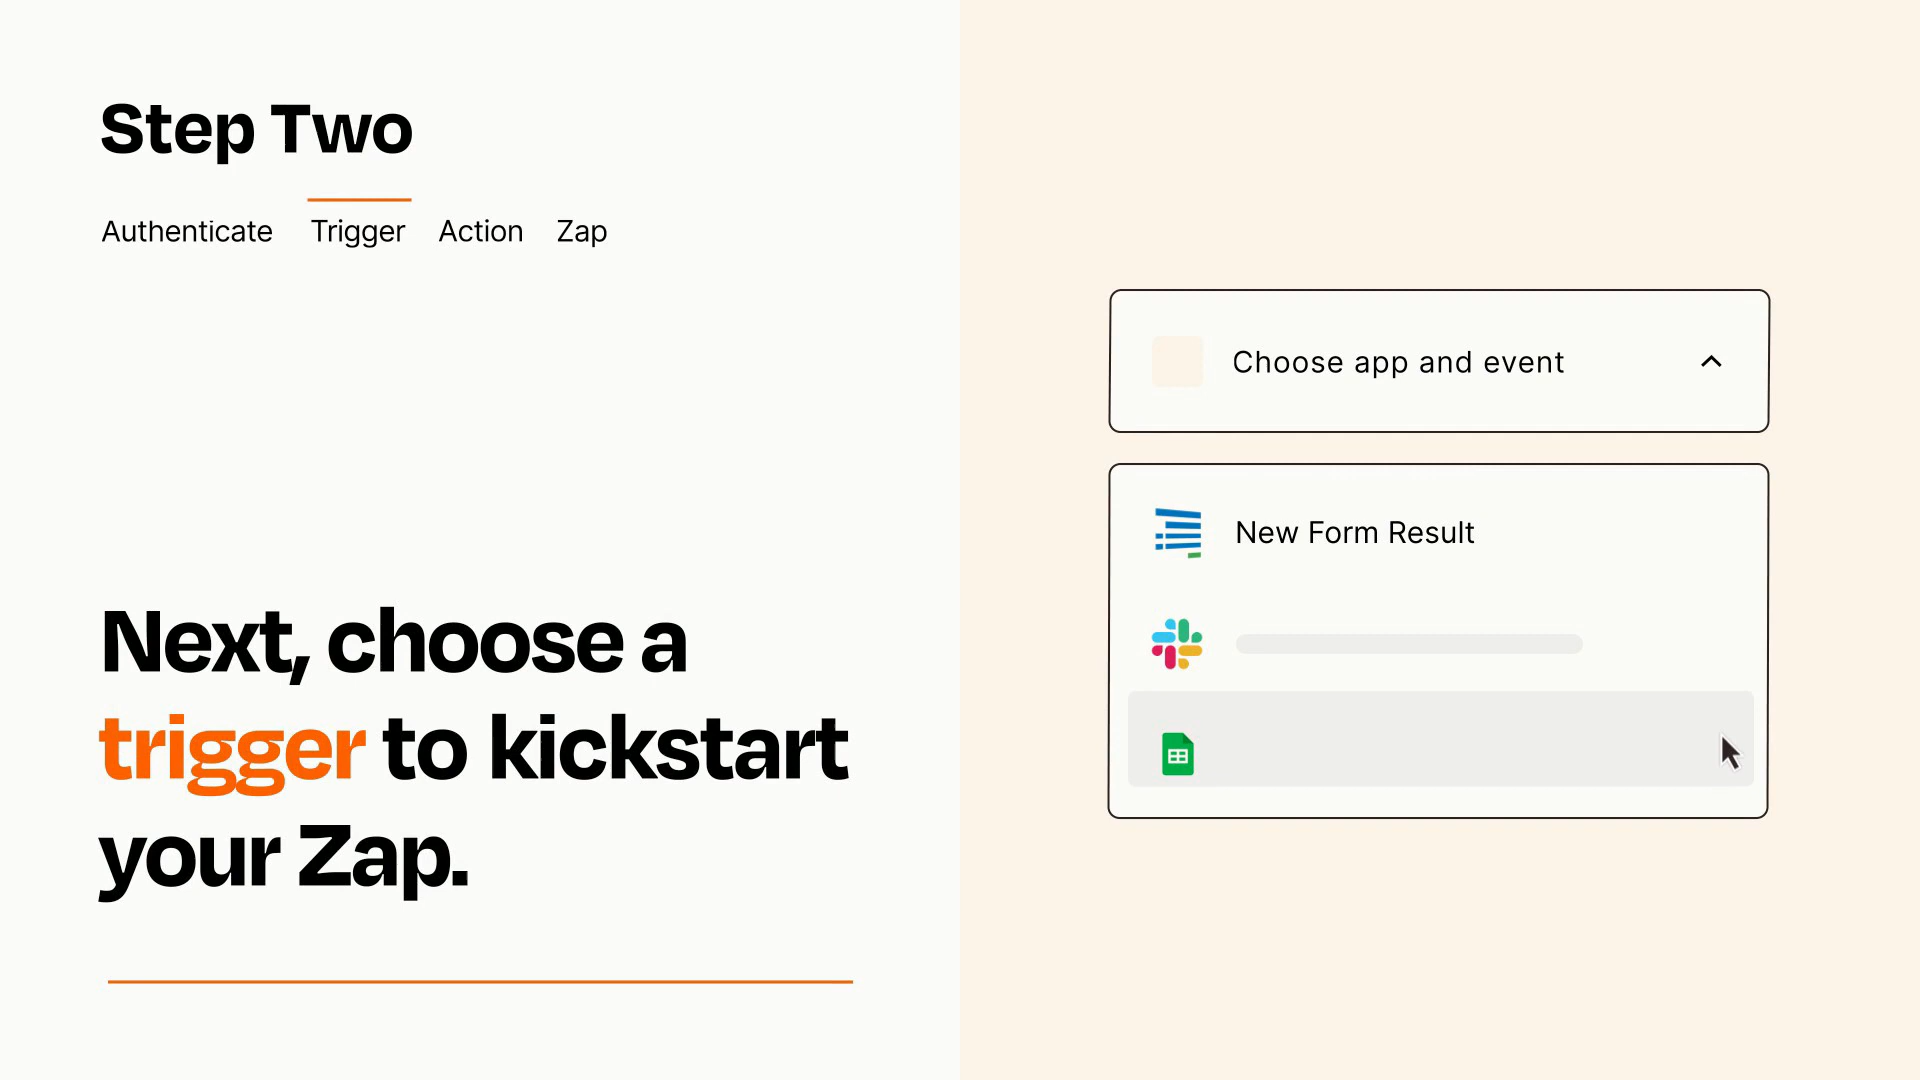 Step Two
Authenticate Trigger Action Zap
Next, choose a
trigger to kickstart
your Zap.
Choose app and event
New Form Result